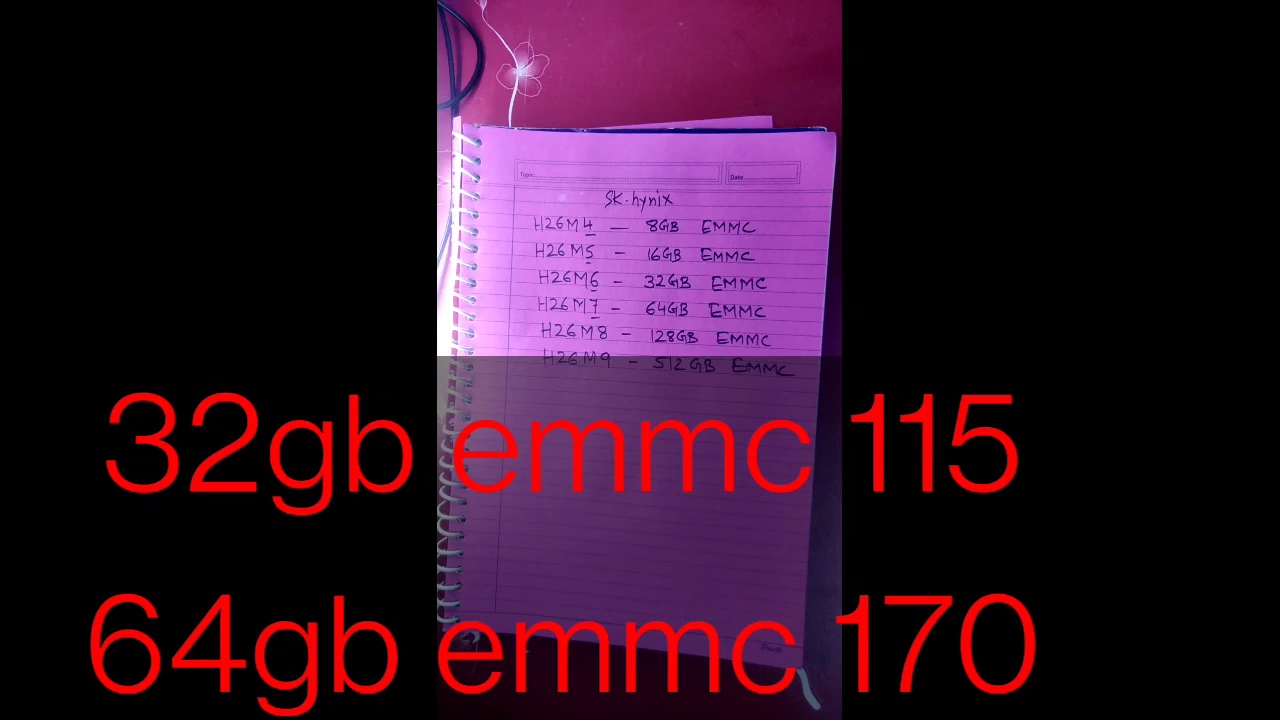 Topic
Date
SK-hynix
H26M4 — 8GB EMMC
H26M5 – 16GB EMMC
H26M6 – 32GB EMMC
H26M7 – 64GB EMMC
H26M8 – 128GB EMMC
H26M9 – 512GB EMMC
32gb emmc 115
64gb emmc 170